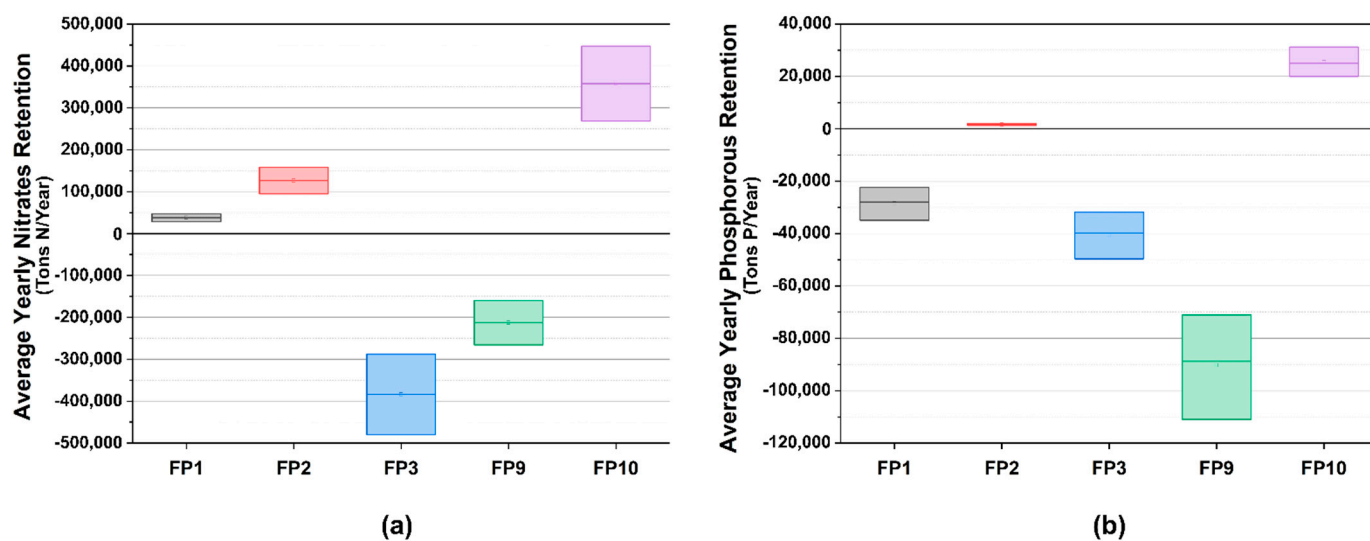 Average Yearly Nitrates Retention
(Tons N/Year)
500,000
400,000
300,000
200,000
100,000
0
-100,000
-200,000
-300,000
-400,000
-500,000
FP1 FP2 FP3 FP9 FP10
(a)
Average Yearly Phosphorous Retention
(Tons P/Year)
40,000
20,000
0
-20,000
-40,000
-60,000
-80,000
-100,000
-120,000
FP1 FP2 FP3 FP9 FP10
(b)